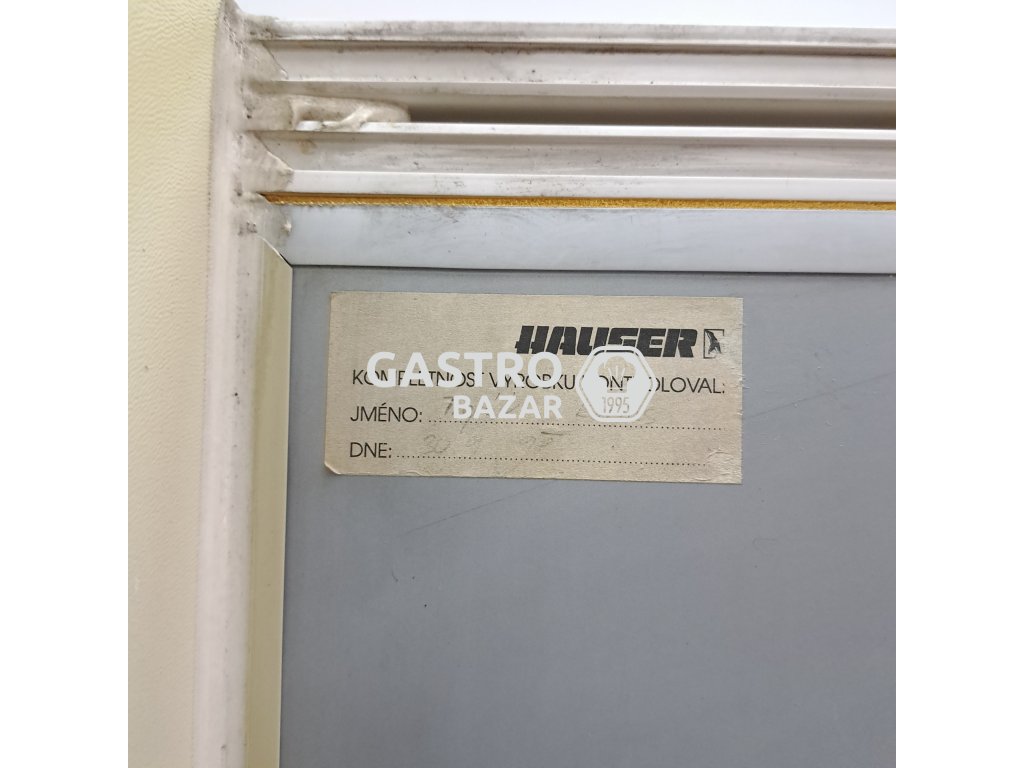 HAUSER
KOMPLETNOST VÝROBKU KONTROLOVAL:
JMÉNO:
DNE:
GASTRO
BAZAR
1995